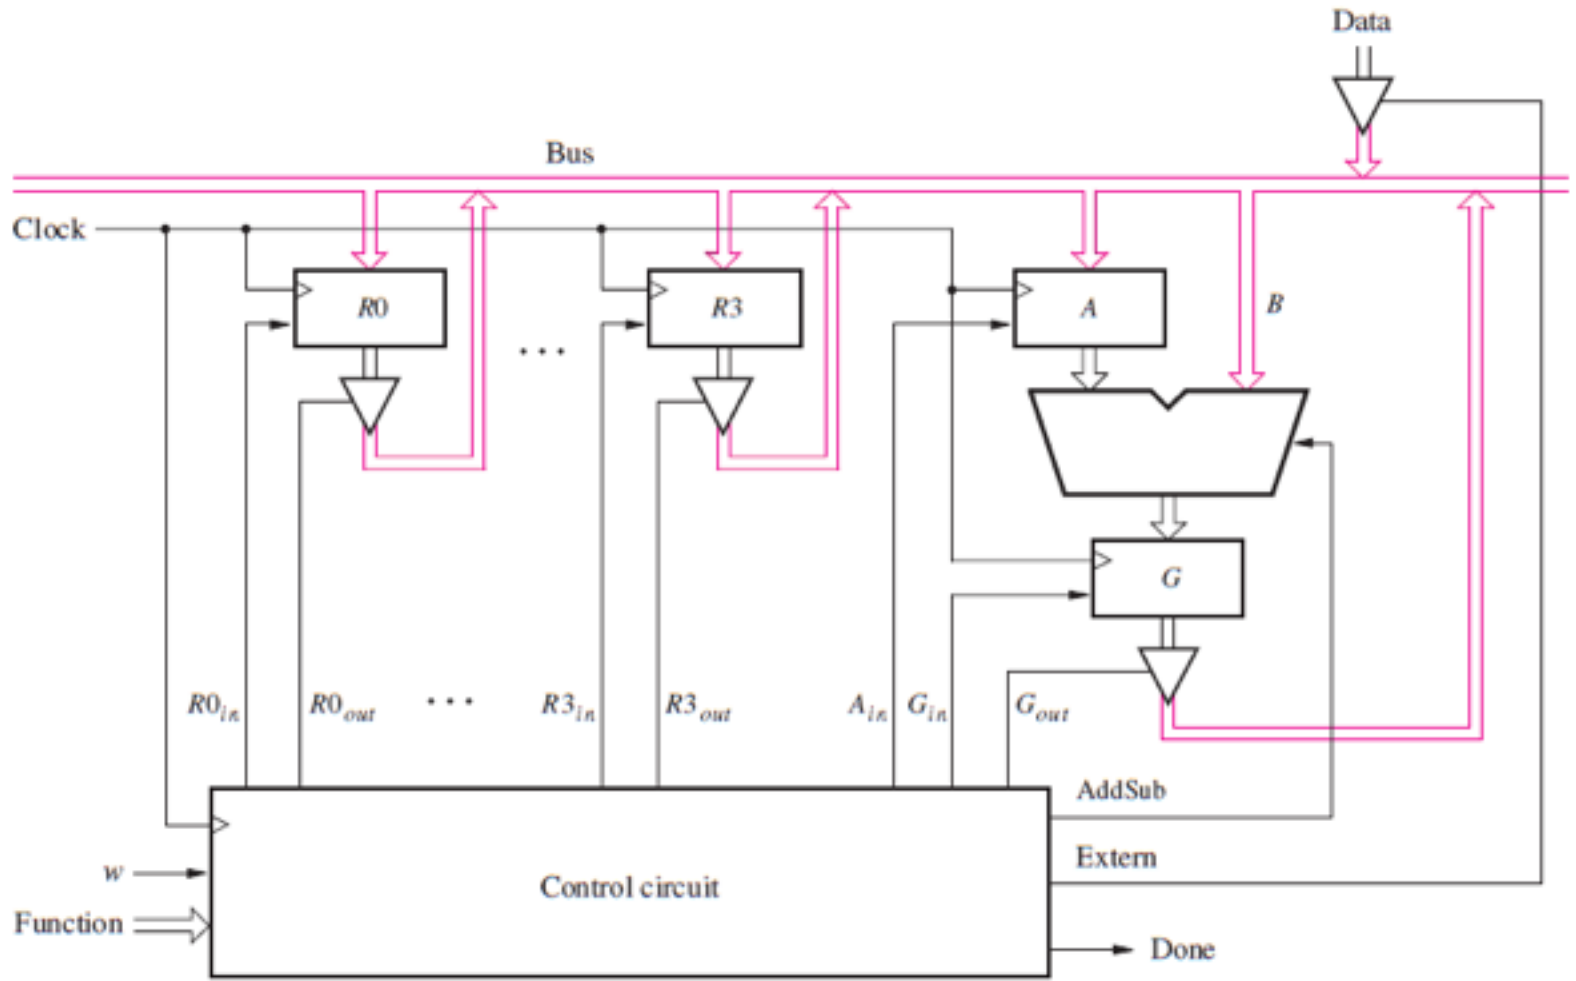 Data
Bus
Clock
R0
R3
A
B
. . .
G
R0in
R0out
. . .
R3in
R3out
Ain
Gin
Gout
AddSub
Extern
w
Control circuit
Function
Done